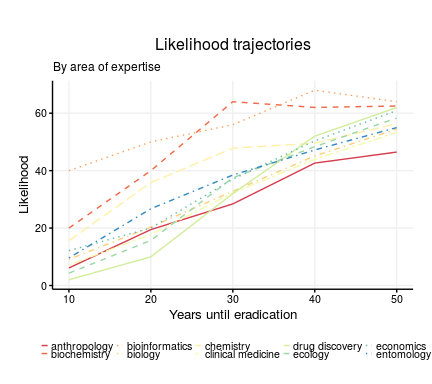 Likelihood trajectories
By area of expertise
Likelihood
60
40
20
0
10 20 30 40 50
Years until eradication
anthropology bioinformatics chemistry drug discovery economics
biochemistry biology clinical medicine ecology entomology